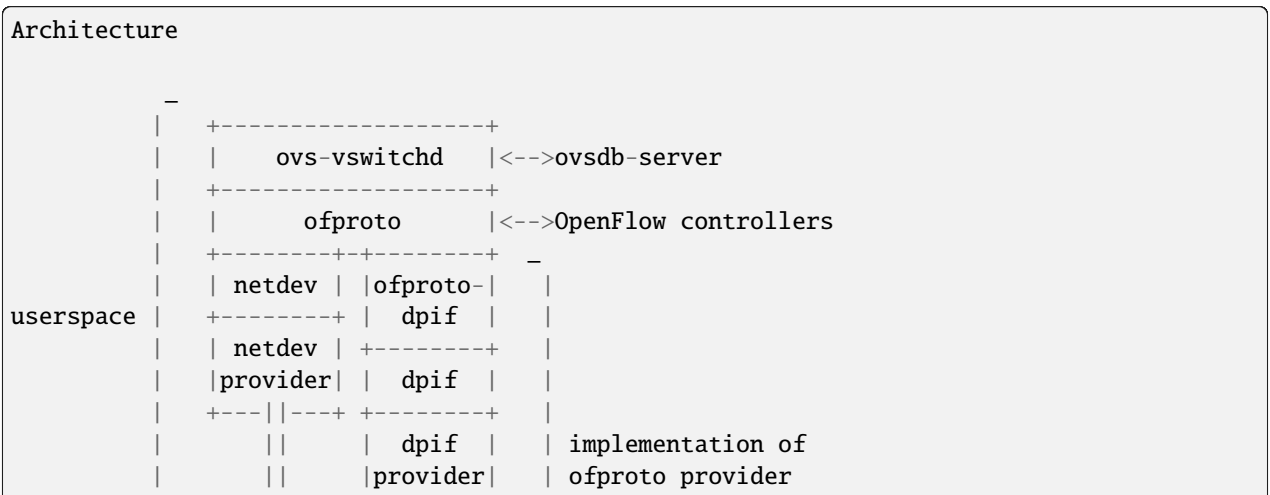 Architecture

           _
          |   +-------------------+
          |   |    ovs-vswitchd   |<-->ovsdb-server
          |   +-------------------+
          |   |      ofproto      |<-->OpenFlow controllers
          |   +--------+-+--------+  _
          |   | netdev | |ofproto-|   |
userspace |   +--------+ |  dpif  |   |
          |   | netdev | +--------+   |
          |   |provider| |  dpif  |   |
          |   +---||---+ +--------+   |
          |       ||     |  dpif  |   | implementation of
          |       ||     |provider|   | ofproto provider